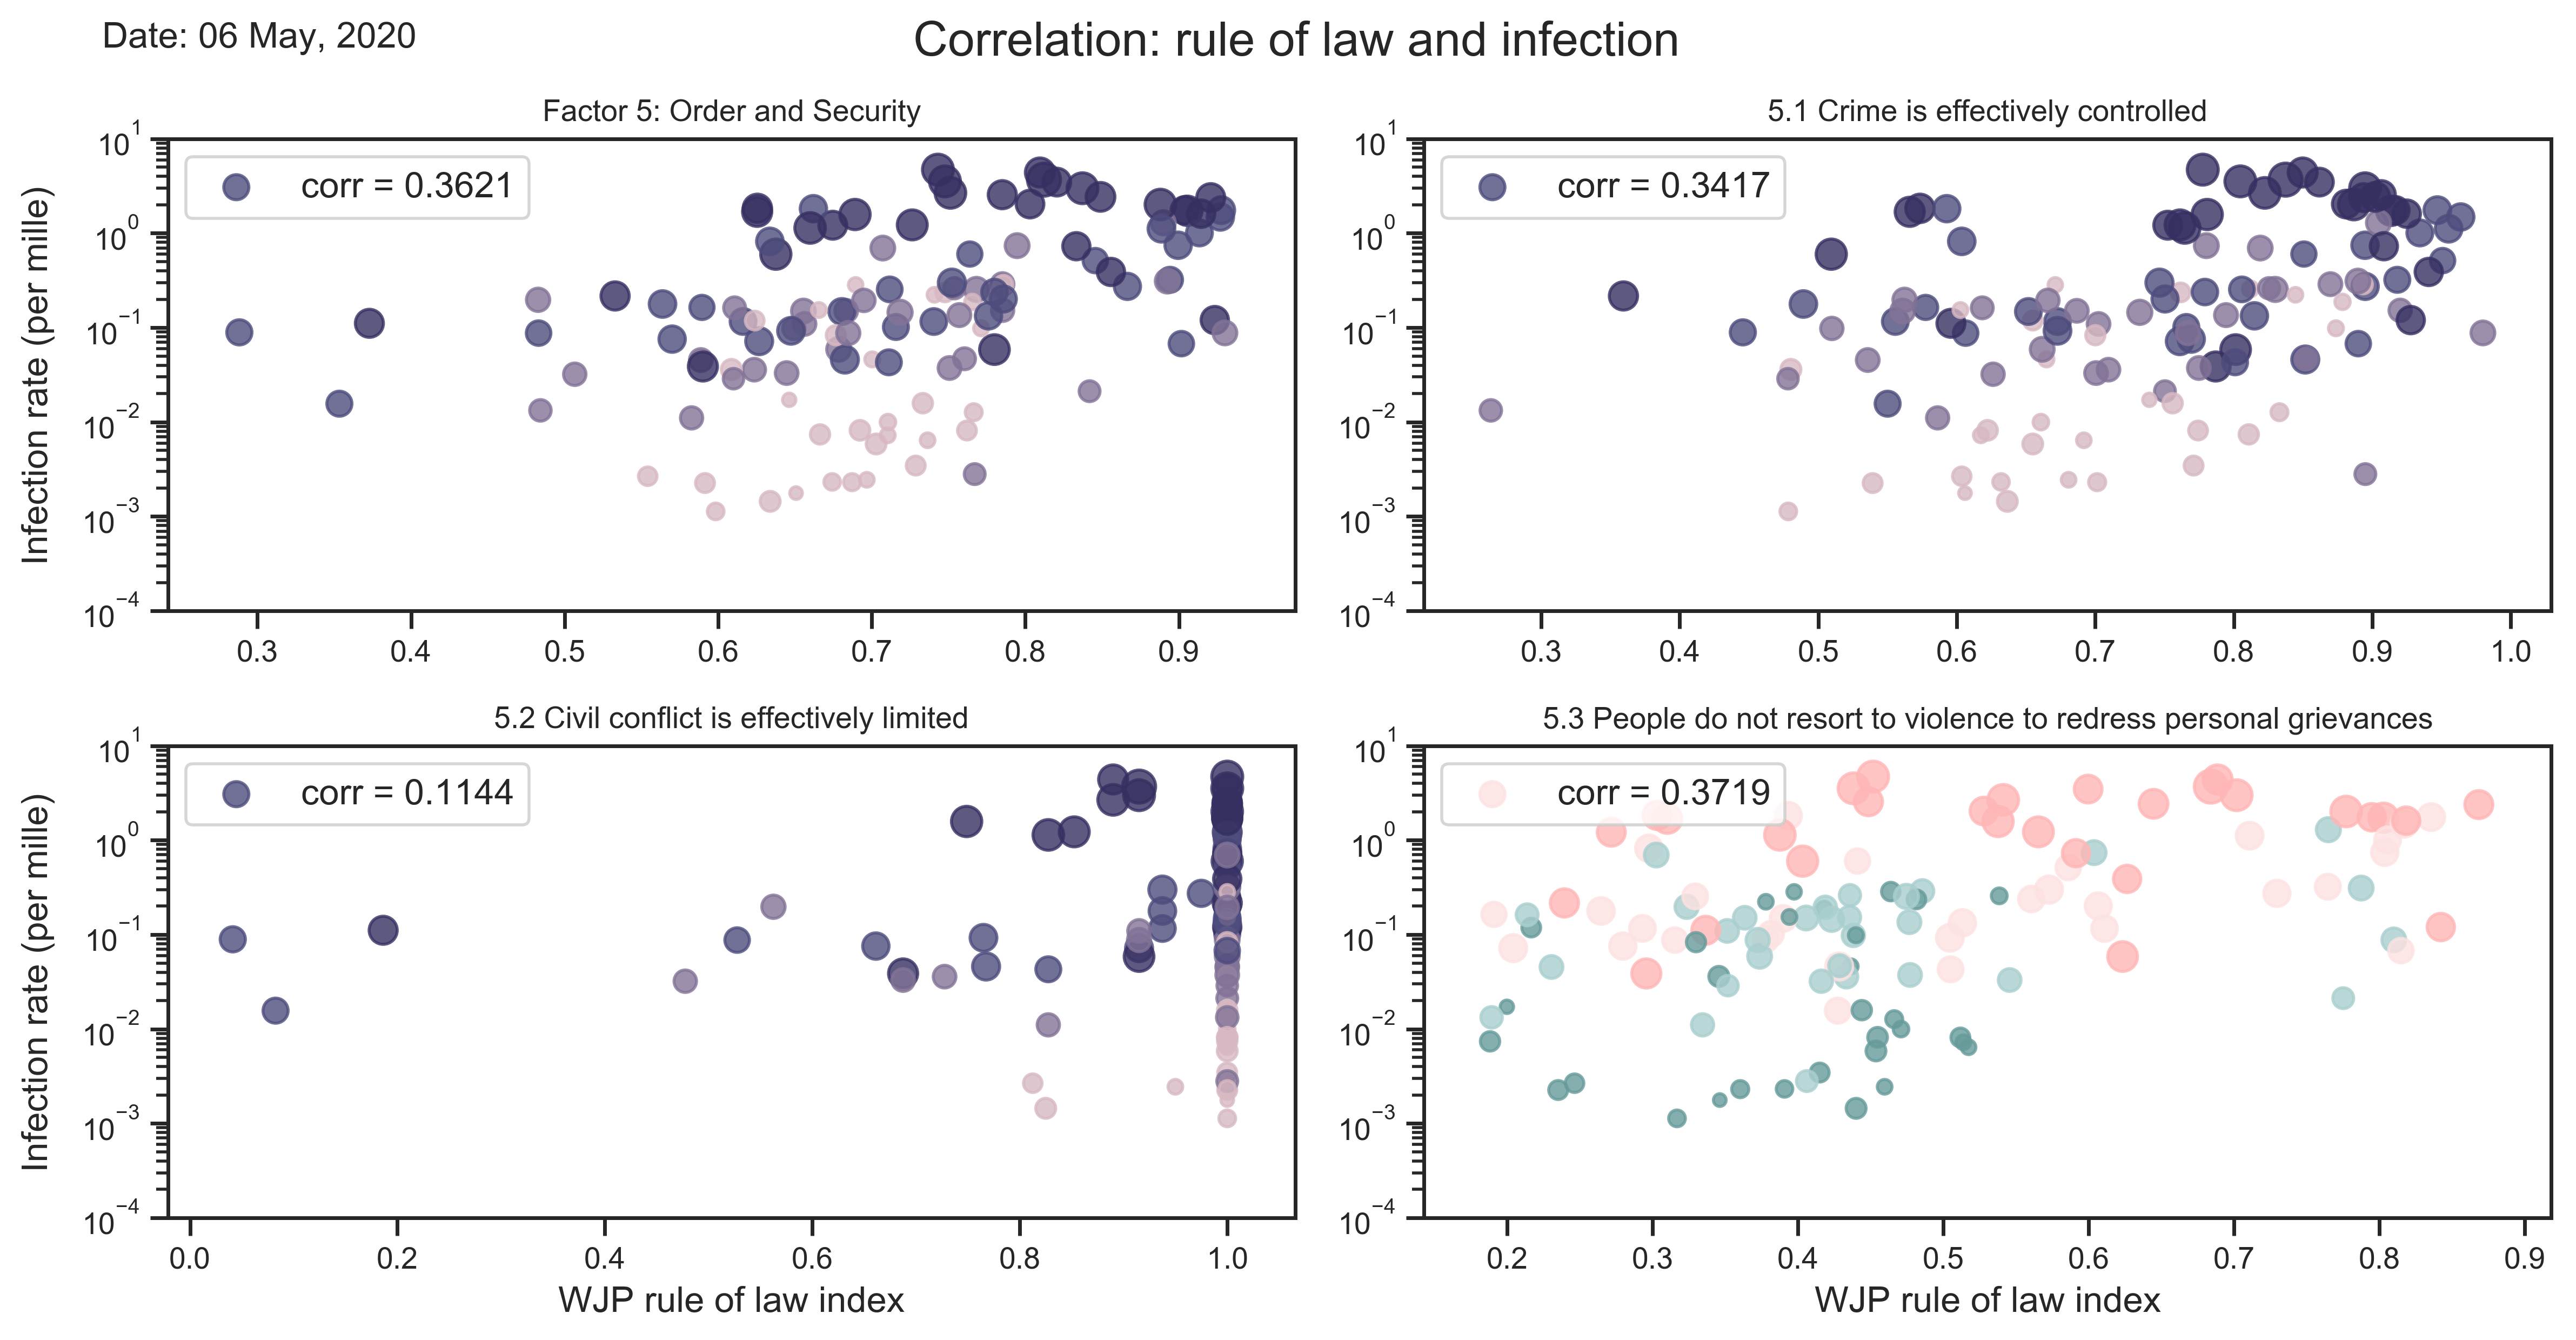 Date: 06 May, 2020
Correlation: rule of law and infection
Factor 5: Order and Security
Infection rate (per mille)
10^1
10^0
10^−1
10^−2
10^−3
10^−4
corr = 0.3621
0.3 0.4 0.5 0.6 0.7 0.8 0.9
5.1 Crime is effectively controlled
10^1
10^0
10^−1
10^−2
10^−3
10^−4
corr = 0.3417
0.3 0.4 0.5 0.6 0.7 0.8 0.9 1.0
5.2 Civil conflict is effectively limited
Infection rate (per mille)
10^1
10^0
10^−1
10^−2
10^−3
10^−4
corr = 0.1144
0.0 0.2 0.4 0.6 0.8 1.0
WJP rule of law index
5.3 People do not resort to violence to redress personal grievances
10^1
10^0
10^−1
10^−2
10^−3
10^−4
corr = 0.3719
0.2 0.3 0.4 0.5 0.6 0.7 0.8 0.9
WJP rule of law index